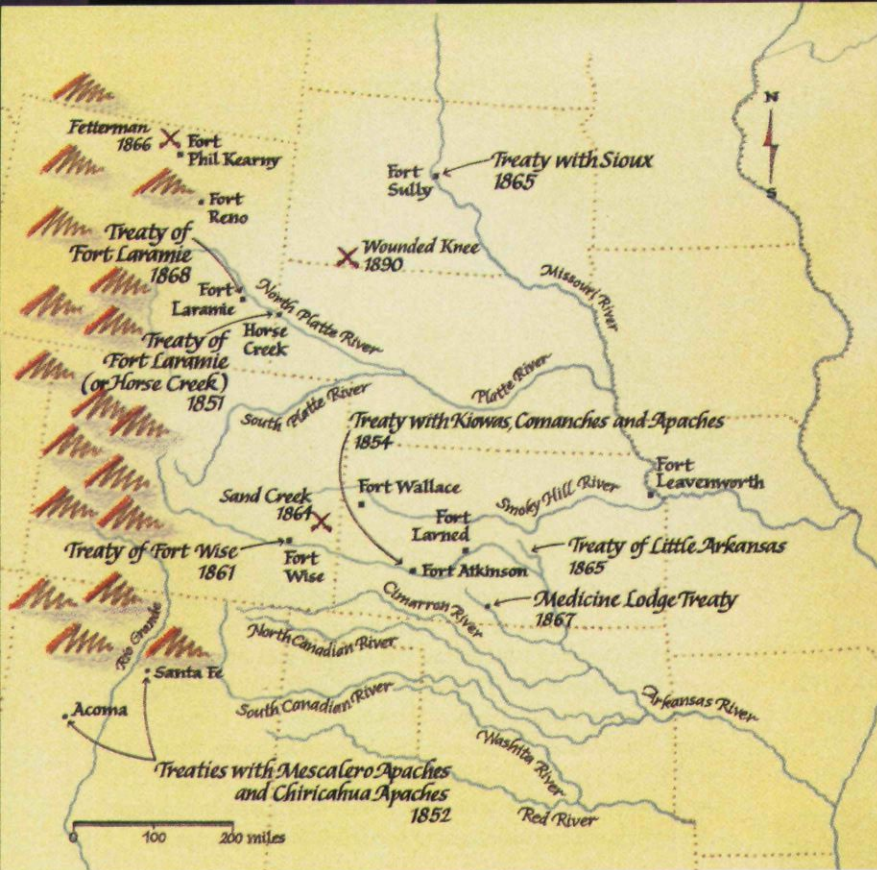 N
S
Fetterman
1866
Fort
Phil Kearny
Fort
Reno
Fort
Sully
Treaty with Sioux
1865
Treaty of
Fort Laramie
1868
Wounded Knee
1890
Missouri River
Fort
Laramie
North Platte River
Horse
Creek
Treaty of
Fort Laramie
(or Horse Creek)
1851
South Platte River
Platte River
Treaty with Kiowas, Comanches and Apaches
1854
Fort
Leavenworth
Fort Wallace
Smoky Hill River
Sand Creek
1864
Fort
Larned
Treaty of Fort Wise
1861
Fort
Wise
Fort Atkinson
Treaty of Little Arkansas
1865
Cimarron River
Medicine Lodge Treaty
1867
Rio Grande
North Canadian River
Santa Fe
South Canadian River
Arkansas River
Acoma
Washita River
Treaties with Mescalero Apaches
and Chiricahua Apaches
1852
Red River
0 100 200 miles